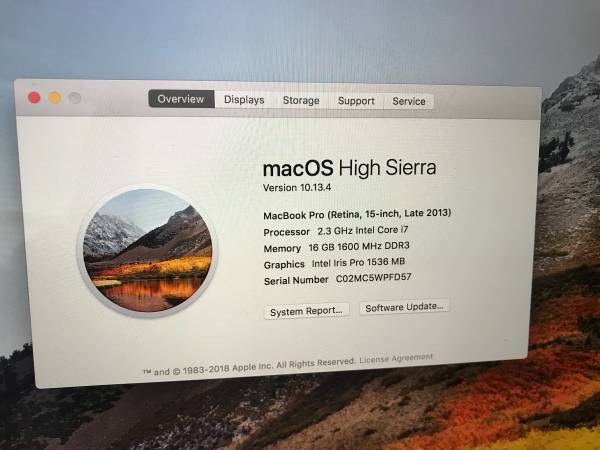 Overview Displays Storage Support Service
macOS High Sierra
Version 10.13.4
MacBook Pro (Retina, 15-inch, Late 2013)
Processor 2.3 GHz Intel Core i7
Memory 16 GB 1600 MHz DDR3
Graphics Intel Iris Pro 1536 MB
Serial Number C02MC5WPFD57
System Report... Software Update...
™ and © 1983-2018 Apple Inc. All Rights Reserved. License Agreement